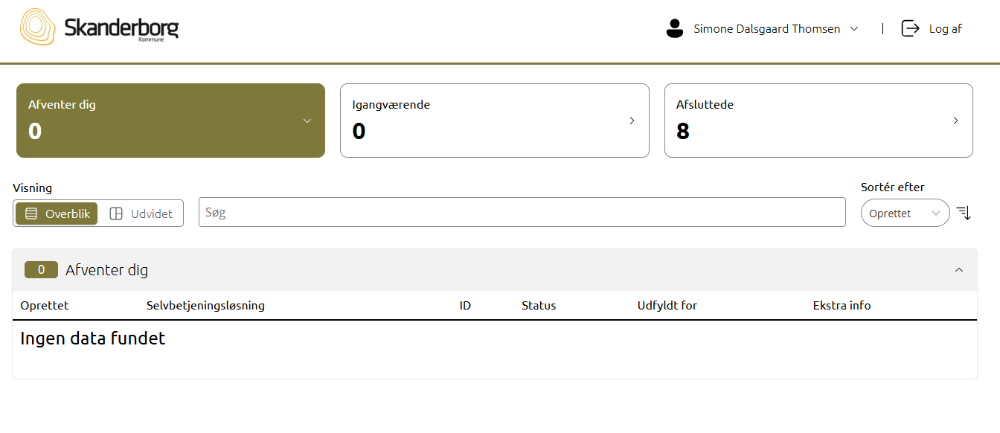 Skanderborg
Kommune
Simone Dalsgaard Thomsen | Log af
Afventer dig
0
Igangværende
0
Afsluttede
8
Visning
Overblik Udvidet
Søg
Sortér efter
Oprettet
0 Afventer dig
Oprettet Selvbetjeningsløsning ID Status Udfyldt for Ekstra info
Ingen data fundet